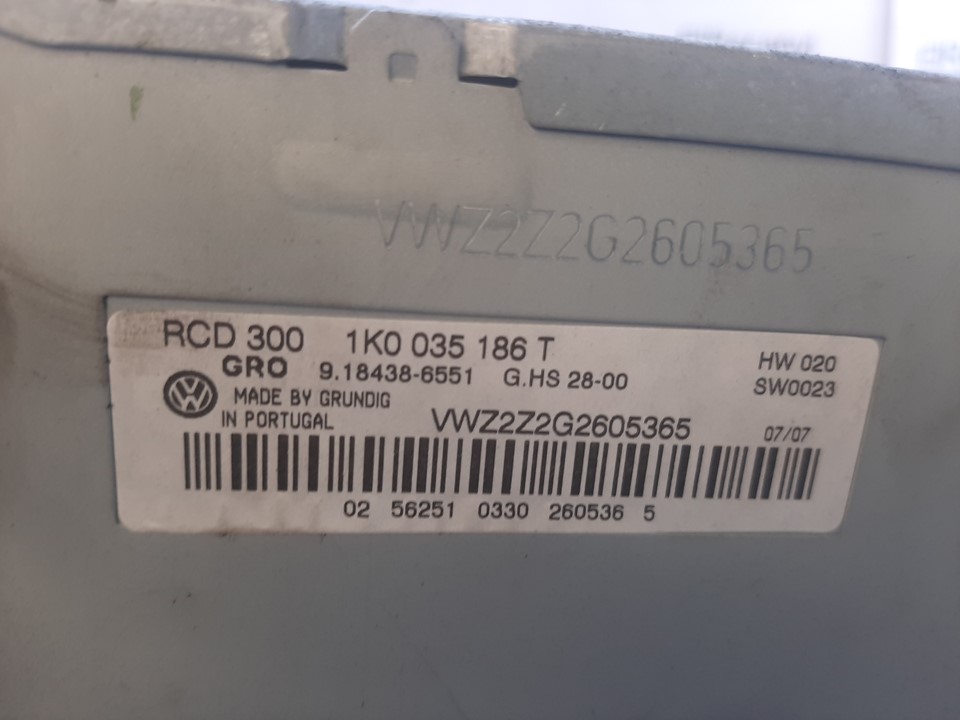 VWZ2Z2G2605365
RCD 300 1K0 035 186 T
GRO 9.18438-6551 G.HS 28-00
HW 020
SW0023
MADE BY GRUNDIG
IN PORTUGAL
VWZ2Z2G2605365
07/07
02 56251 0330 260536 5